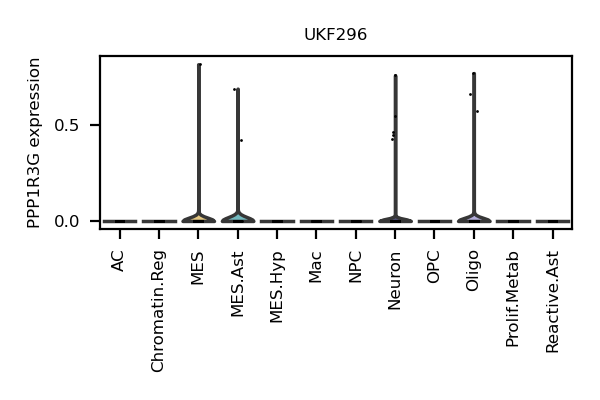 UKF296
PPP1R3G expression
0.5
0.0
AC
Chromatin.Reg
MES
MES.Ast
MES.Hyp
Mac
NPC
Neuron
OPC
Oligo
Prolif.Metab
Reactive.Ast